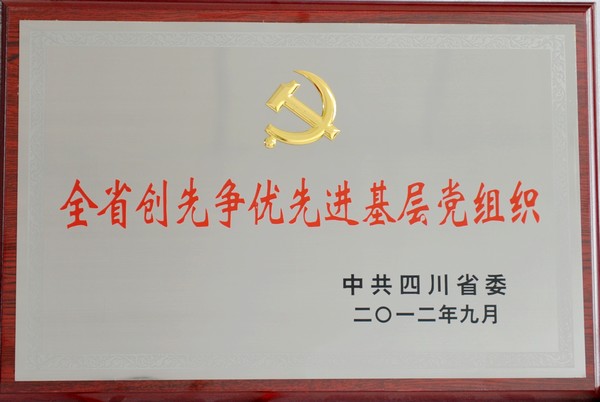 全省创先争优先进基层党组织
中共四川省委
二〇一二年九月